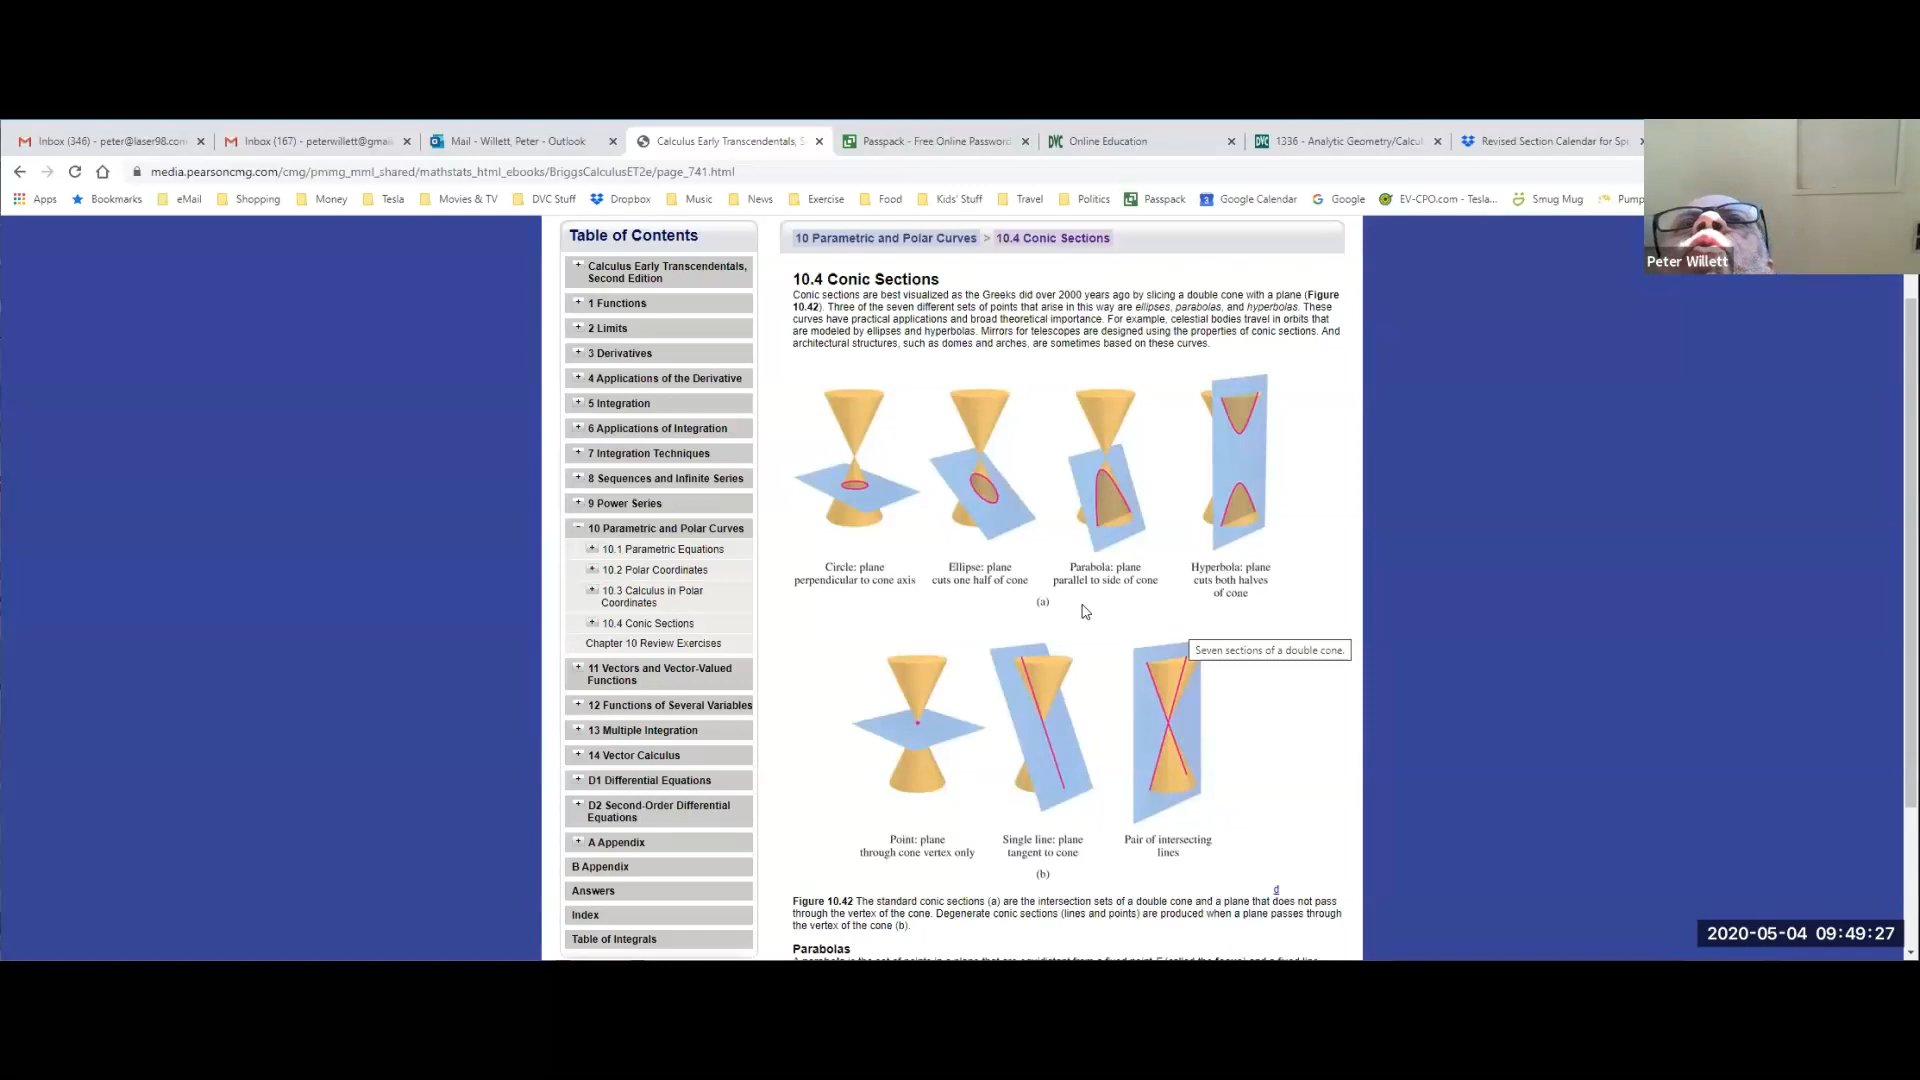 Inbox (346) - peter@laser98.con
Inbox (167) - peterwillett@gmai
Mail - Willett, Peter - Outlook
Calculus Early Transcendentals, S
Passpack - Free Online Password
DVC Online Education
DVC 1336 - Analytic Geometry/Calcul
Revised Section Calendar for Spr
media.pearsoncmg.com/cmg/pmmg_mml_shared/mathstats_html_ebooks/BriggsCalculusET2e/page_741.html
Apps Bookmarks eMail Shopping Money Tesla Movies & TV DVC Stuff Dropbox Music News Exercise Food Kids' Stuff Travel Politics Passpack Google Calendar Google EV-CPO.com - Tesla... Smug Mug Pump
Peter Willett
Table of Contents
Calculus Early Transcendentals,
Second Edition
1 Functions
2 Limits
3 Derivatives
4 Applications of the Derivative
5 Integration
6 Applications of Integration
7 Integration Techniques
8 Sequences and Infinite Series
9 Power Series
10 Parametric and Polar Curves
10.1 Parametric Equations
10.2 Polar Coordinates
10.3 Calculus in Polar
Coordinates
10.4 Conic Sections
Chapter 10 Review Exercises
11 Vectors and Vector-Valued
Functions
12 Functions of Several Variables
13 Multiple Integration
14 Vector Calculus
D1 Differential Equations
D2 Second-Order Differential
Equations
A Appendix
B Appendix
Answers
Index
Table of Integrals
10 Parametric and Polar Curves > 10.4 Conic Sections
10.4 Conic Sections
Conic sections are best visualized as the Greeks did over 2000 years ago by slicing a double cone with a plane (Figure
10.42). Three of the seven different sets of points that arise in this way are ellipses, parabolas, and hyperbolas. These
curves have practical applications and broad theoretical importance. For example, celestial bodies travel in orbits that
are modeled by ellipses and hyperbolas. Mirrors for telescopes are designed using the properties of conic sections. And
architectural structures, such as domes and arches, are sometimes based on these curves.
Circle: plane
perpendicular to cone axis
Ellipse: plane
cuts one half of cone
Parabola: plane
parallel to side of cone
Hyperbola: plane
cuts both halves
of cone
(a)
Seven sections of a double cone.
Point: plane
through cone vertex only
Single line: plane
tangent to cone
Pair of intersecting
lines
(b)
d
Figure 10.42 The standard conic sections (a) are the intersection sets of a double cone and a plane that does not pass
through the vertex of the cone. Degenerate conic sections (lines and points) are produced when a plane passes through
the vertex of the cone (b).
Parabolas
2020-05-04 09:49:27